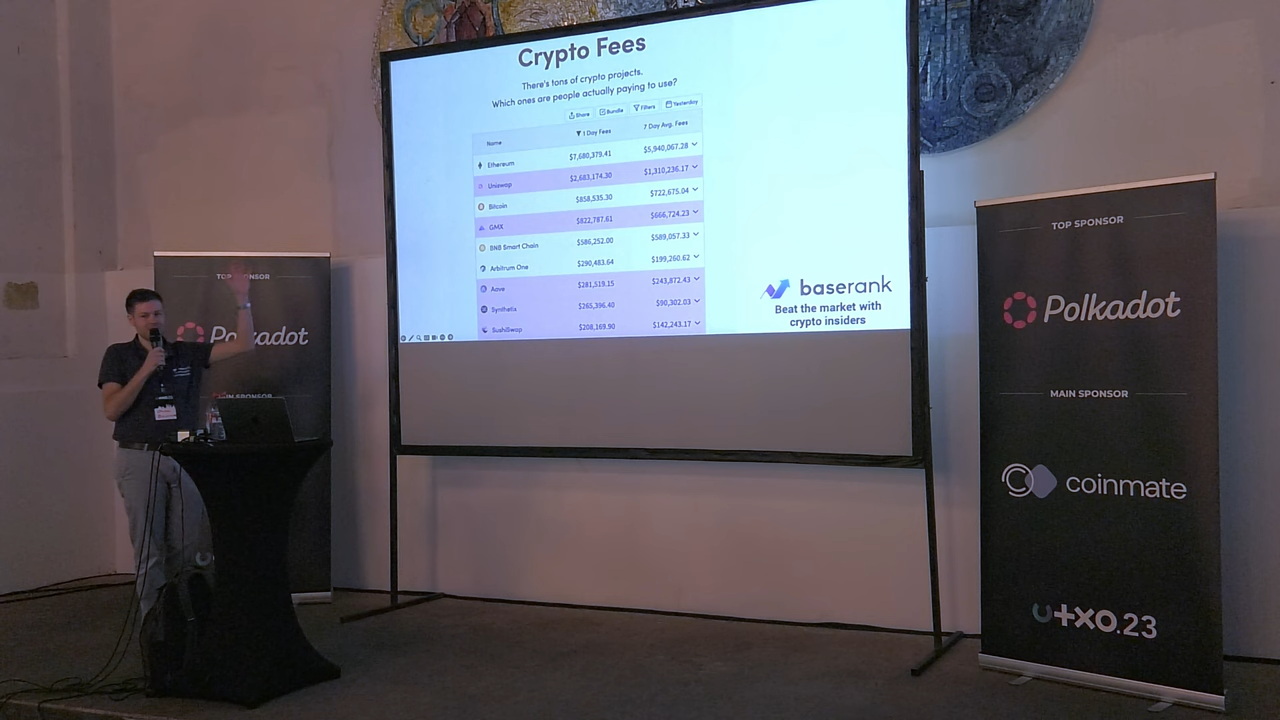 Crypto Fees
There's tons of crypto projects.
Which ones are people actually paying to use?
Share Bundle Filters Yesterday
Name ▼ 1 Day Fees 7 Day Avg. Fees
Ethereum $7,680,379.41 $5,940,067.28
Uniswap $2,683,174.30 $1,310,236.17
Bitcoin $858,535.30 $722,675.04
GMX $822,787.61 $666,724.23
BNB Smart Chain $586,252.00 $589,057.33
Arbitrum One $290,483.64 $199,260.62
Aave $281,519.15 $243,872.43
Synthetix $265,396.40 $90,302.03
SushiSwap $208,169.90 $142,243.17
baserank
Beat the market with
crypto insiders
TOP SPONSOR
Polkadot
MAIN SPONSOR
TOP SPONSOR
Polkadot
MAIN SPONSOR
coinmate
utxo.23